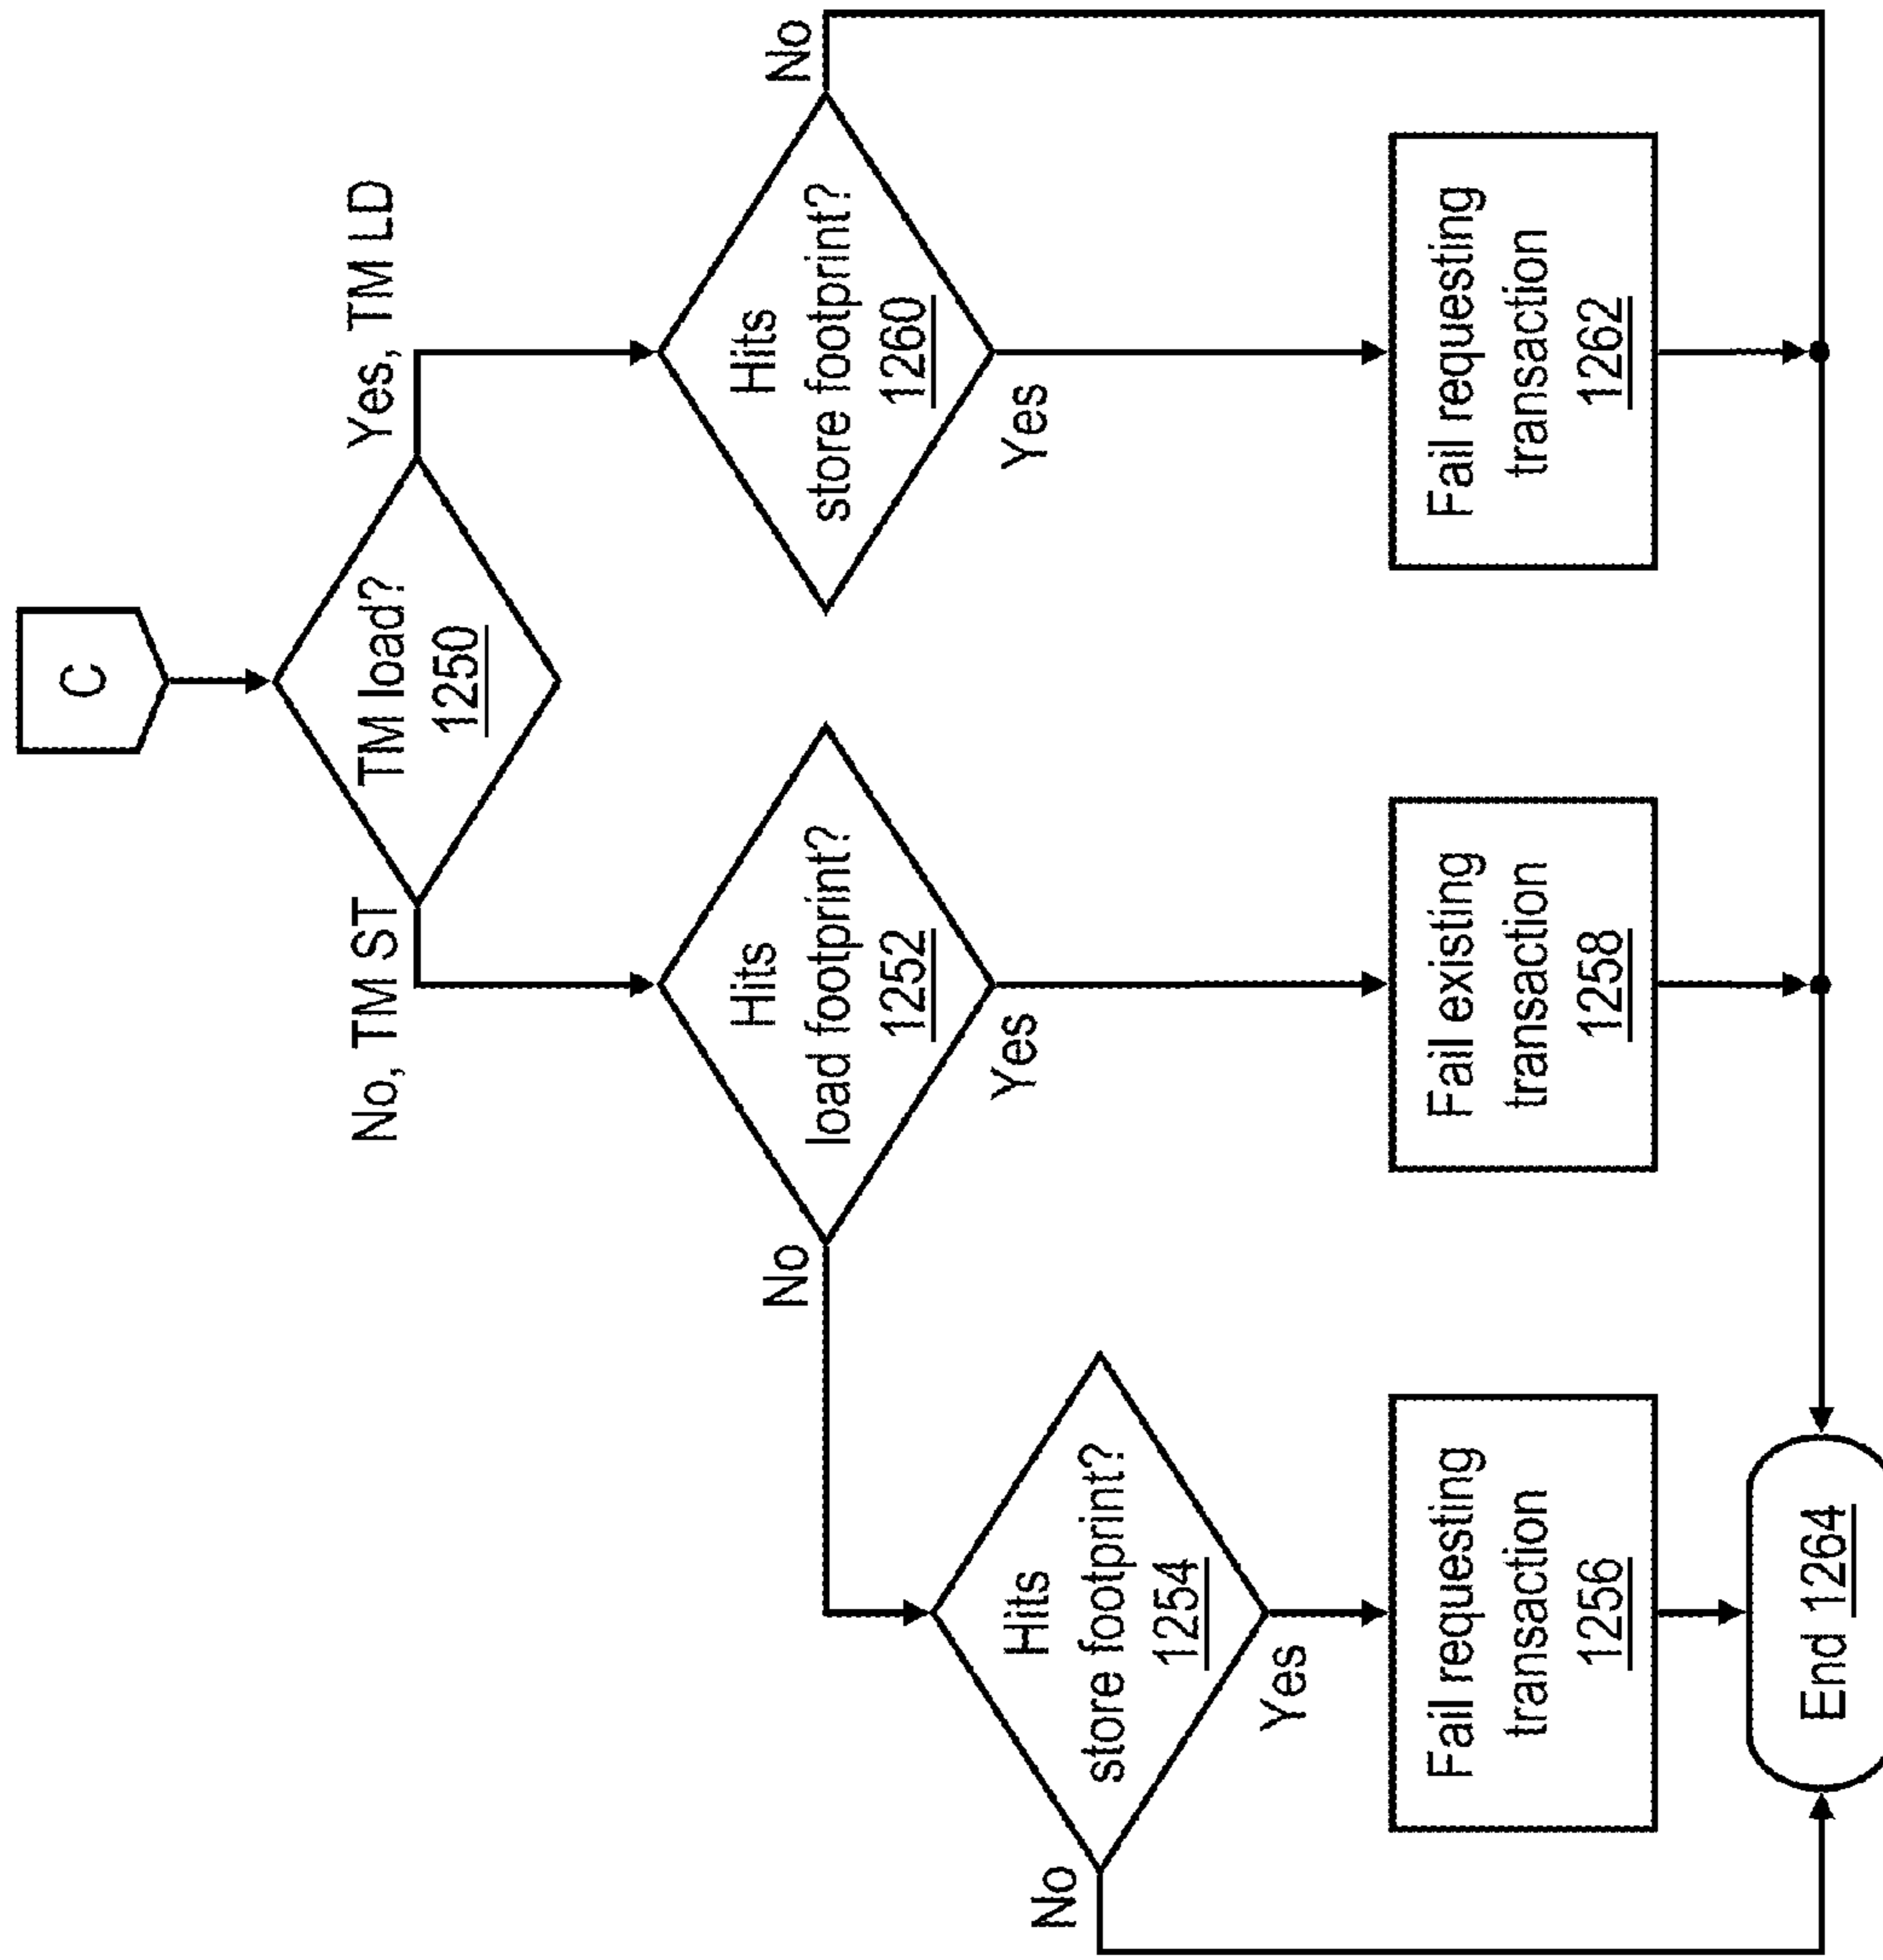 C
TM load?
1250
No, TM ST
Yes, TM LD
Hits
load footprint?
1252
No
Yes
Hits
store footprint?
1260
No
Yes
Hits
store footprint?
1254
No
Yes
Fail requesting
transaction
1256
Fail existing
transaction
1258
Fail requesting
transaction
1262
End 1264